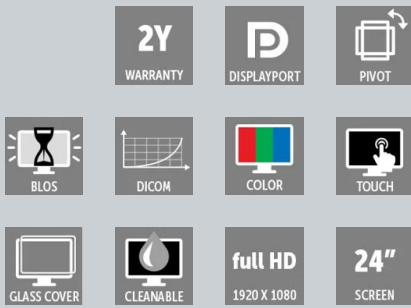 2Y
WARRANTY
DISPLAYPORT
PIVOT
BLOS
DICOM
COLOR
TOUCH
GLASS COVER
CLEANABLE
full HD
1920 X 1080
24"
SCREEN